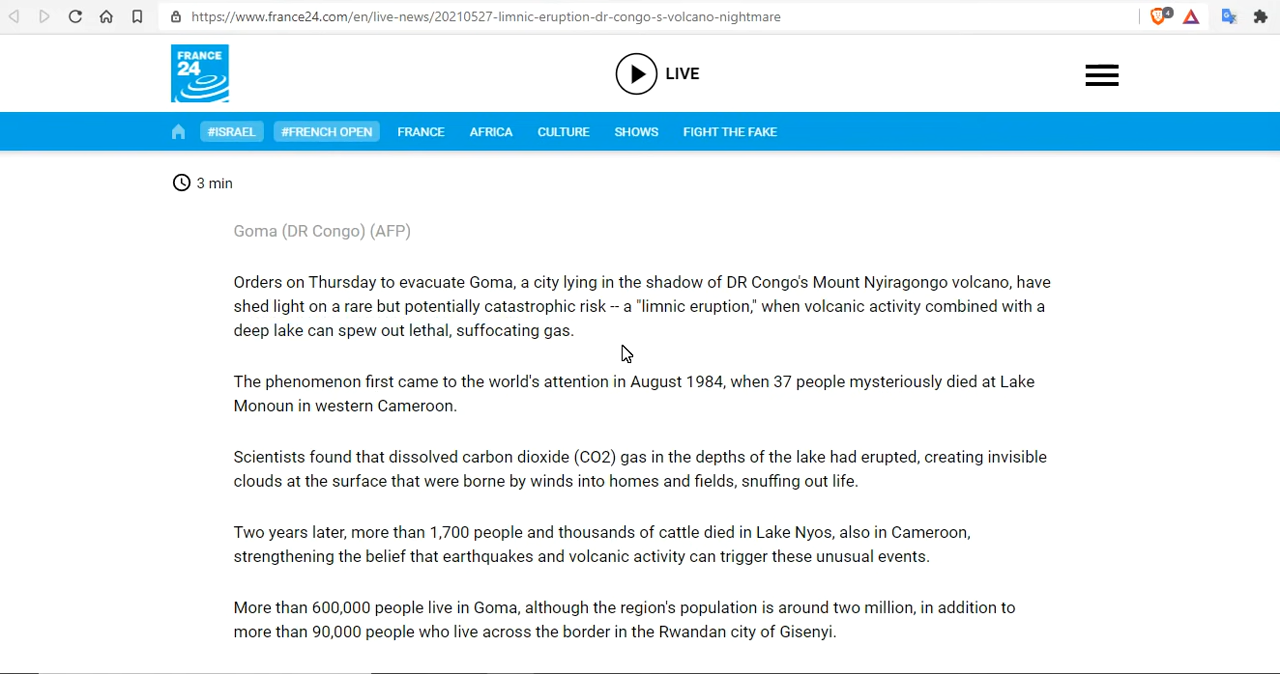 https://www.france24.com/en/live-news/20210527-limnic-eruption-dr-congo-s-volcano-nightmare
4
FRANCE
24
LIVE
#ISRAEL #FRENCH OPEN FRANCE AFRICA CULTURE SHOWS FIGHT THE FAKE
3 min
Goma (DR Congo) (AFP)
Orders on Thursday to evacuate Goma, a city lying in the shadow of DR Congo's Mount Nyiragongo volcano, have
shed light on a rare but potentially catastrophic risk -- a "limnic eruption," when volcanic activity combined with a
deep lake can spew out lethal, suffocating gas.
The phenomenon first came to the world's attention in August 1984, when 37 people mysteriously died at Lake
Monoun in western Cameroon.
Scientists found that dissolved carbon dioxide (CO2) gas in the depths of the lake had erupted, creating invisible
clouds at the surface that were borne by winds into homes and fields, snuffing out life.
Two years later, more than 1,700 people and thousands of cattle died in Lake Nyos, also in Cameroon,
strengthening the belief that earthquakes and volcanic activity can trigger these unusual events.
More than 600,000 people live in Goma, although the region's population is around two million, in addition to
more than 90,000 people who live across the border in the Rwandan city of Gisenyi.